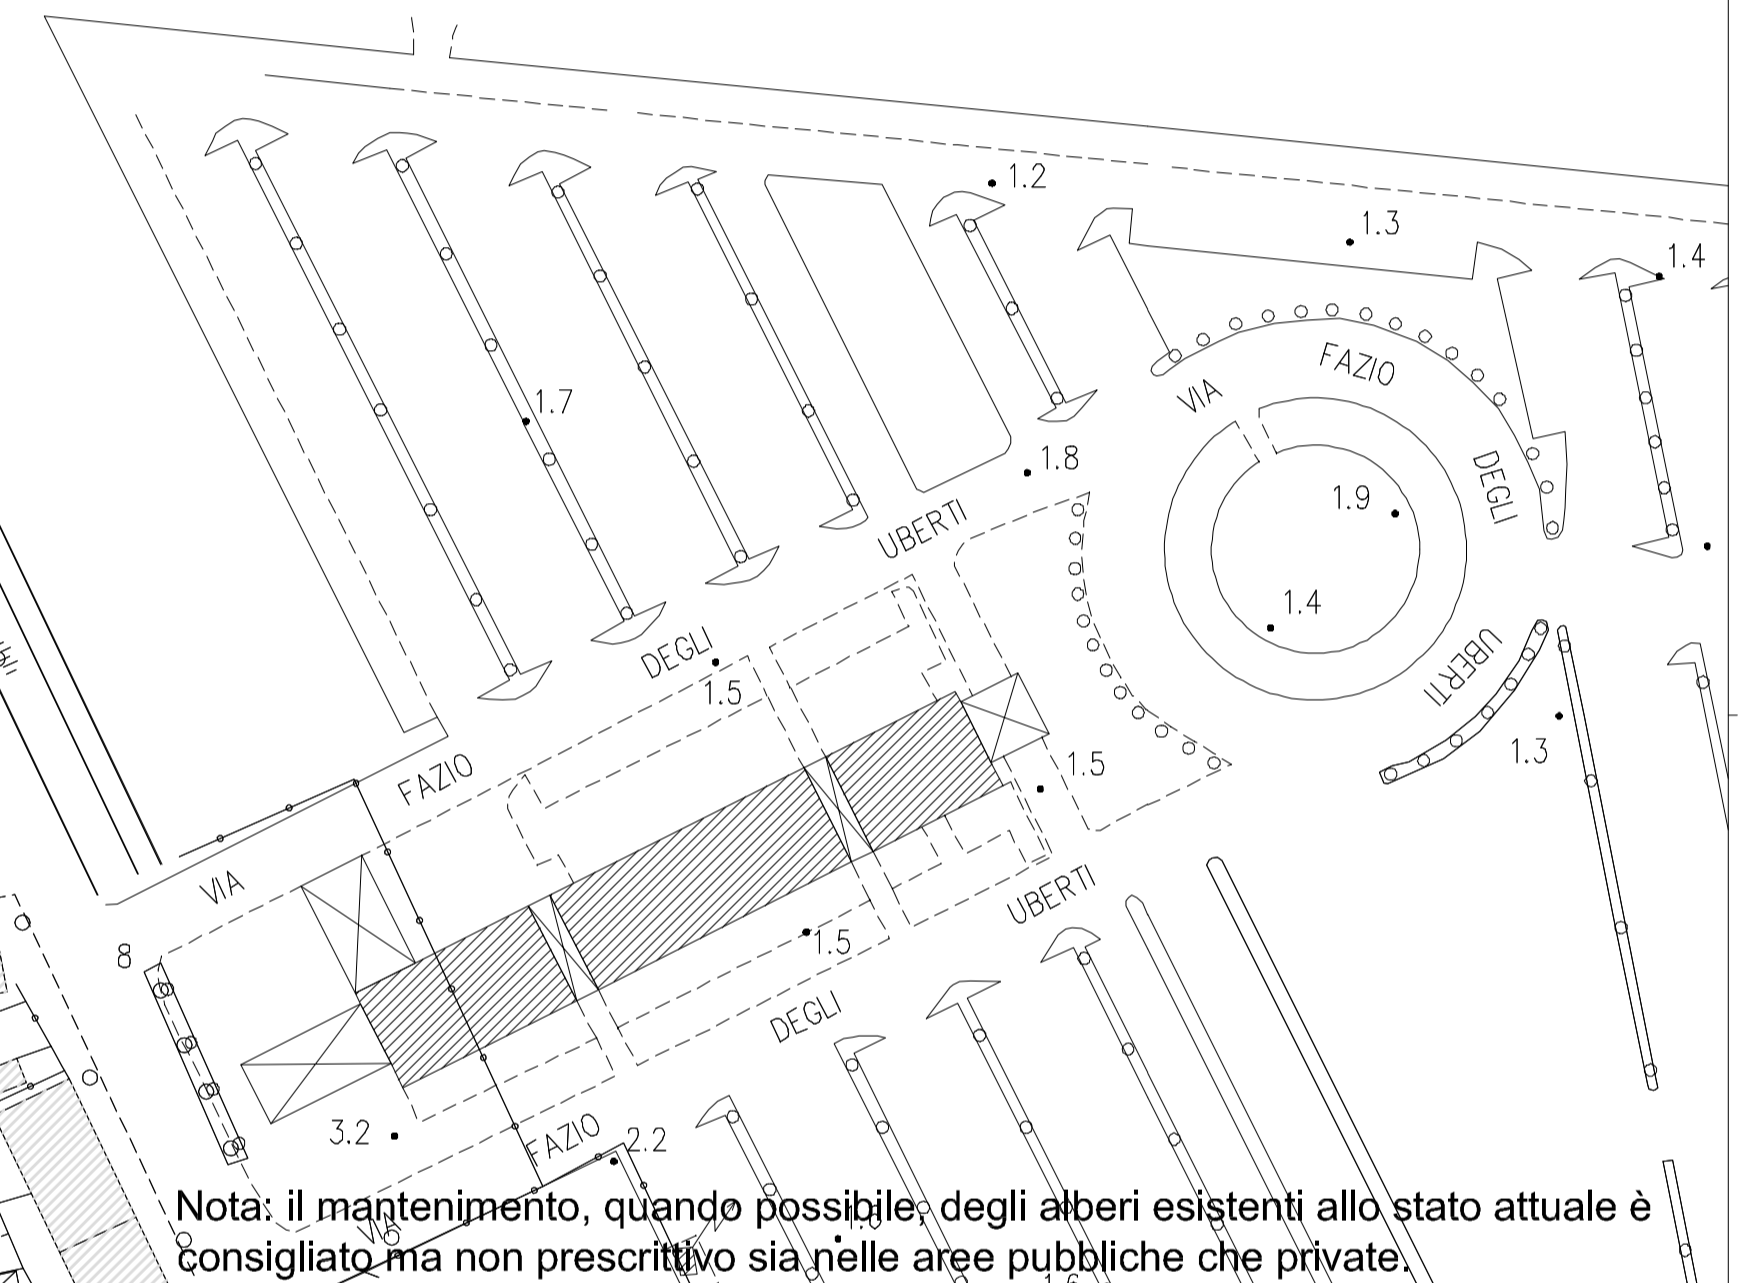 1.2
1.3
1.4
1.7
FAZIO
VIA
1.8
DEGLI
1.9
UBERTI
1.4
DEGLI
1.5
UBERTI
1.3
1.5
FAZIO
VIA
UBERTI
8
1.5
DEGLI
3.2
FAZIO
2.2
VIA
Nota: il mantenimento, quando possibile, degli alberi esistenti allo stato attuale è
consigliato ma non prescrittivo sia nelle aree pubbliche che private.